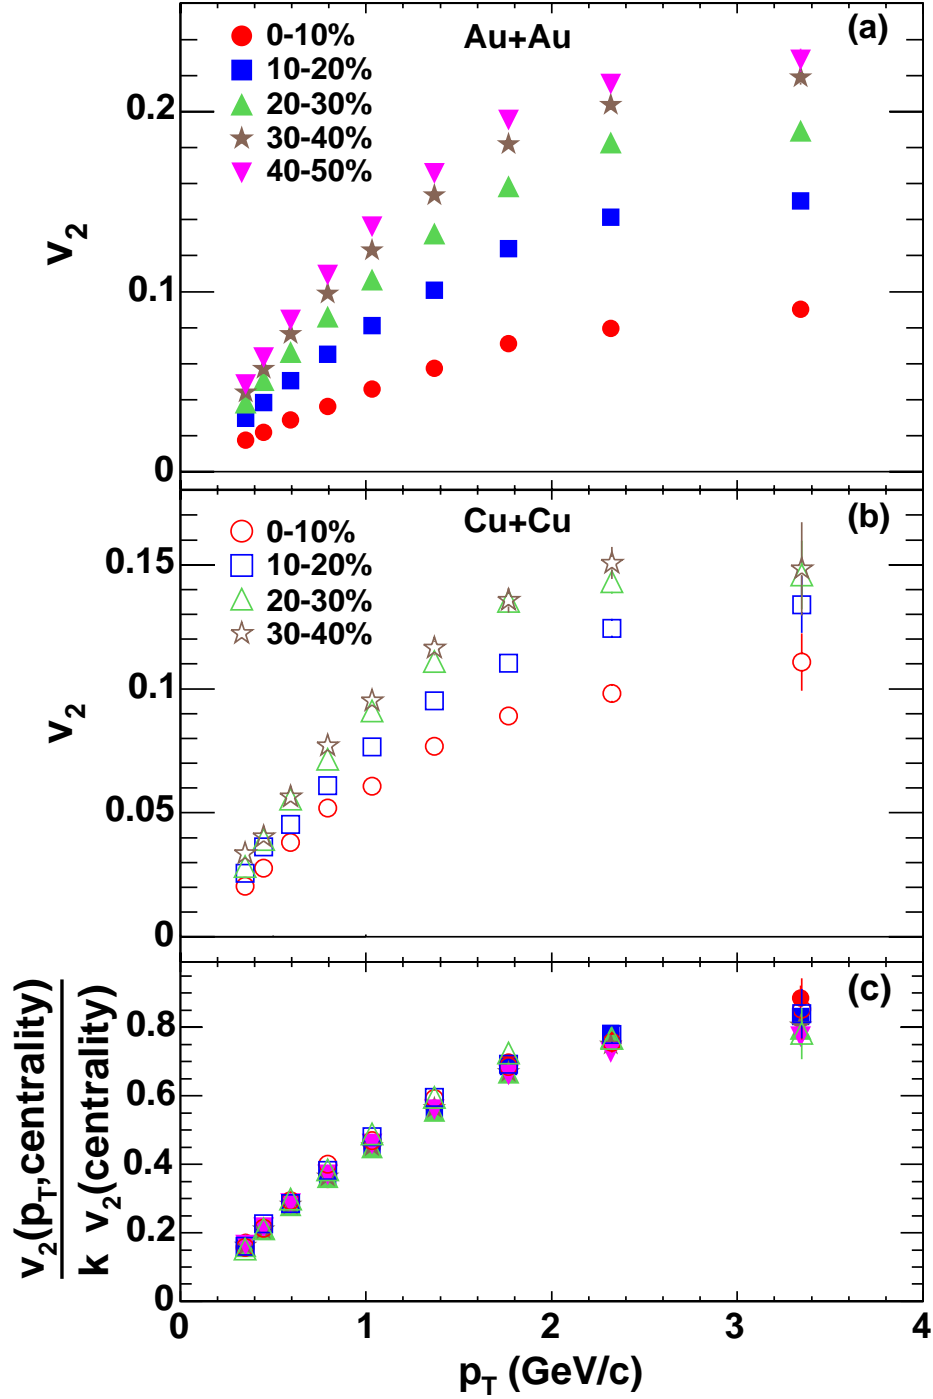 (a)
Au+Au
0-10%
10-20%
20-30%
30-40%
40-50%
0.2
0.1
0
v2
(b)
Cu+Cu
0-10%
10-20%
20-30%
30-40%
0.15
0.1
0.05
0
v2
(c)
0.8
0.6
0.4
0.2
0
v2(pT,centrality)
k v2(centrality)
0 1 2 3 4
pT (GeV/c)